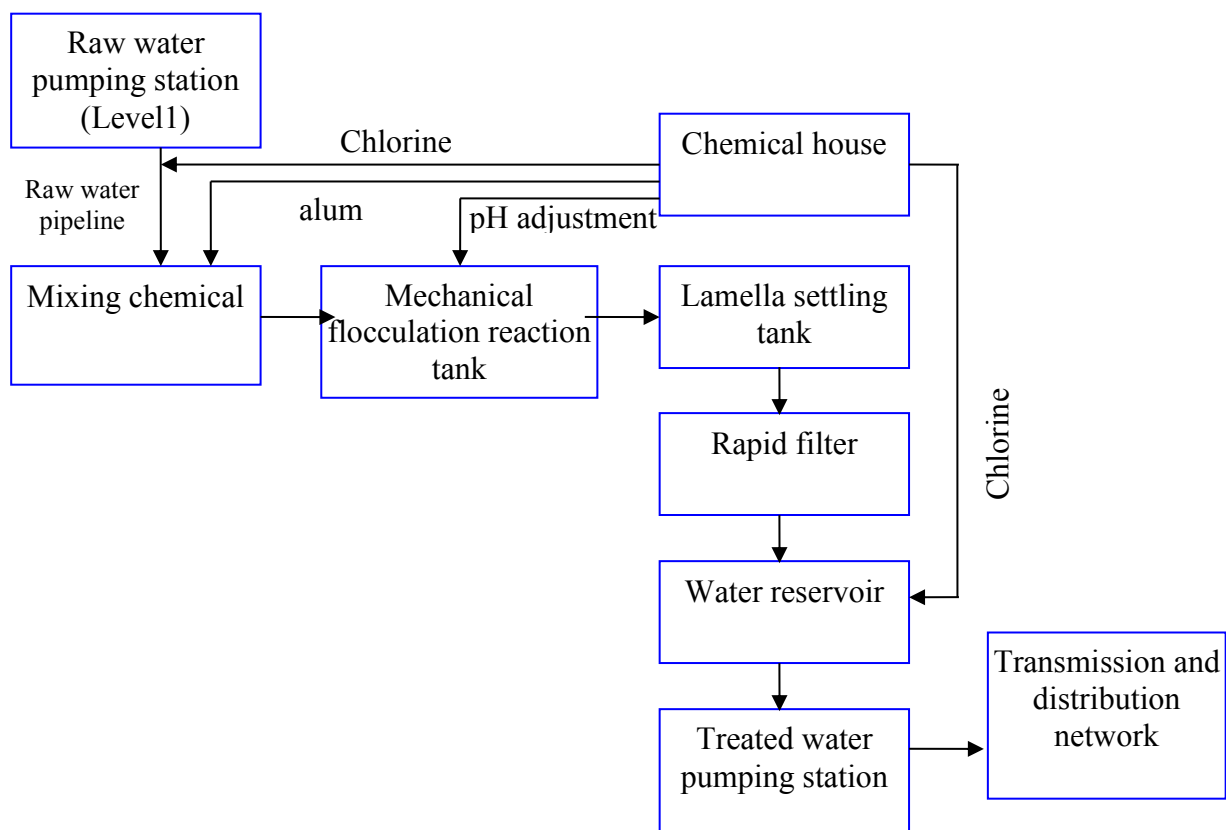 Raw water
pumping station
(Level1)
Chlorine
Chemical house
Raw water
pipeline
alum
pH adjustment
Mixing chemical
Mechanical
flocculation reaction
tank
Lamella settling
tank
Rapid filter
Chlorine
Water reservoir
Transmission and
distribution
network
Treated water
pumping station